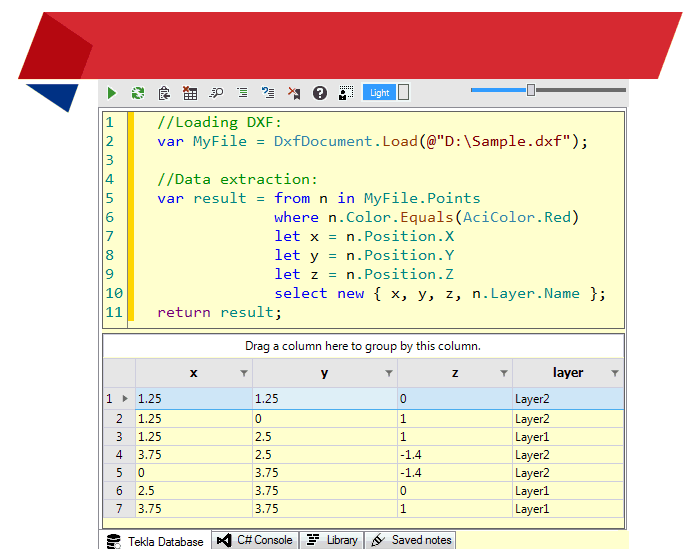 Light
1 //Loading DXF:
2 var MyFile = DxfDocument.Load(@"D:\Sample.dxf");
3
4 //Data extraction:
5 var result = from n in MyFile.Points
6 where n.Color.Equals(AciColor.Red)
7 let x = n.Position.X
8 let y = n.Position.Y
9 let z = n.Position.Z
10 select new { x, y, z, n.Layer.Name };
11 return result;
Drag a column here to group by this column.
x y z layer
1 1.25 1.25 0 Layer2
2 1.25 0 1 Layer2
3 1.25 2.5 1 Layer1
4 3.75 2.5 -1.4 Layer2
5 0 3.75 -1.4 Layer2
6 2.5 3.75 0 Layer1
7 3.75 3.75 1 Layer1
Tekla Database C# Console Library Saved notes